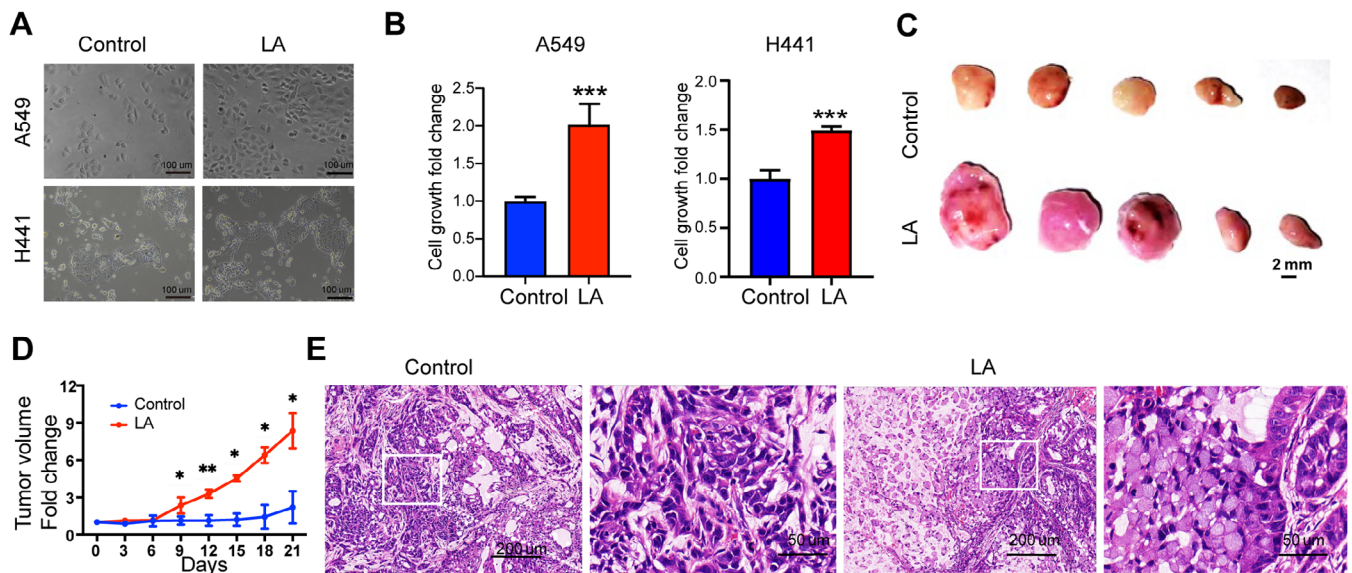 A
Control LA
A549
100 um 100 um
H441
100 um 100 um
B
A549
Cell growth fold change
2.5
2.0
1.5
1.0
0.5
0.0
***
Control LA
H441
Cell growth fold change
2.0
1.5
1.0
0.5
0.0
***
Control LA
C
Control
LA
2 mm
D
Tumor volume
Fold change
12
9
6
3
0
Control
LA
* ** * * *
0 3 6 9 12 15 18 21
Days
E
Control LA
200 um 50 um 200 um 50 um